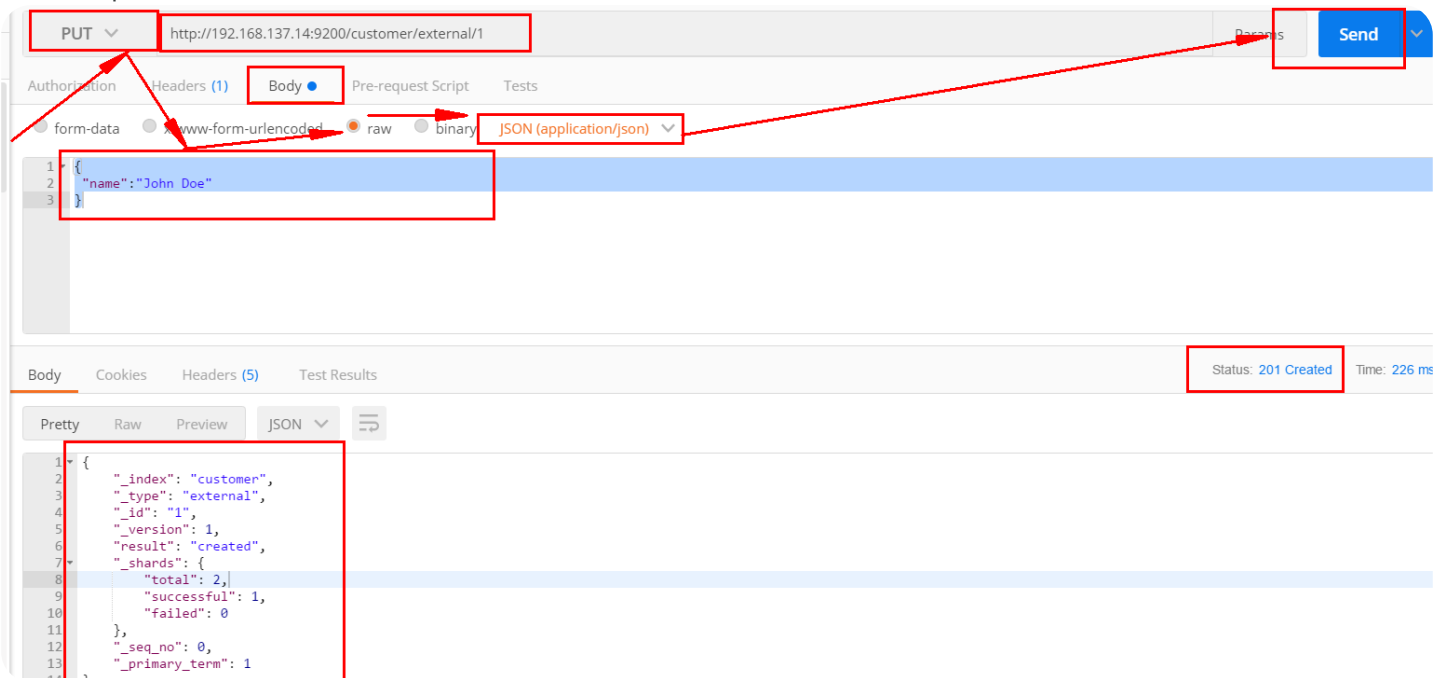 PUT http://192.168.137.14:9200/customer/external/1 Params Send
Authorization Headers (1) Body Pre-request Script Tests
form-data x-www-form-urlencoded raw binary JSON (application/json)
1 {
2 "name":"John Doe"
3 }
Body Cookies Headers (5) Test Results Status: 201 Created Time: 226 ms
Pretty Raw Preview JSON
1 {
2 "_index": "customer",
3 "_type": "external",
4 "_id": "1",
5 "_version": 1,
6 "result": "created",
7 "_shards": {
8 "total": 2,
9 "successful": 1,
10 "failed": 0
11 },
12 "_seq_no": 0,
13 "_primary_term": 1